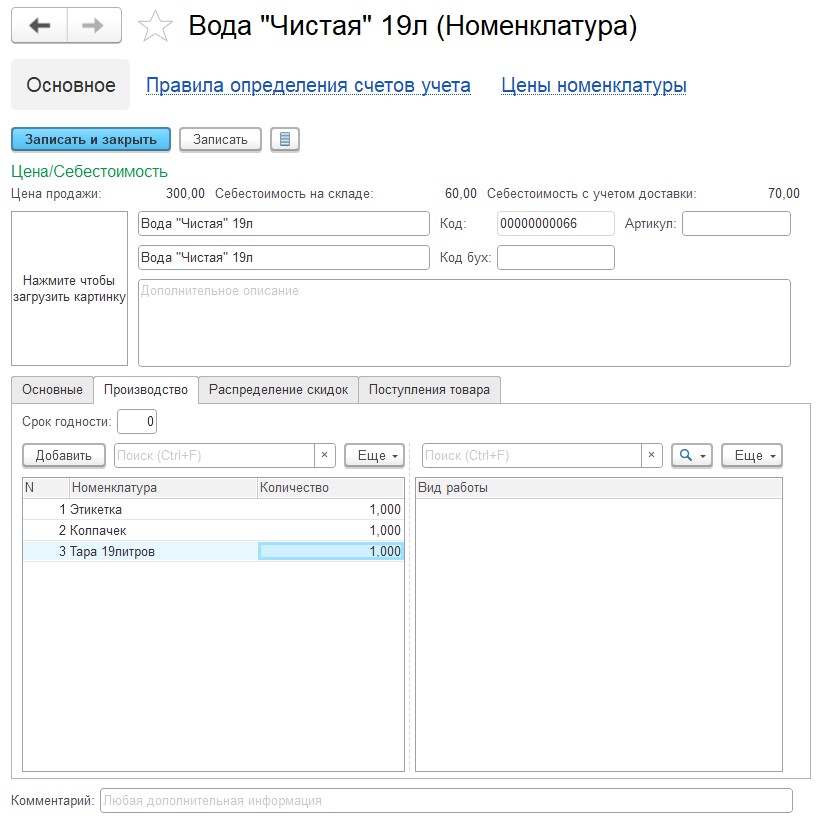 Вода "Чистая" 19л (Номенклатура)
Основное Правила определения счетов учета Цены номенклатуры
Записать и закрыть Записать
Цена/Себестоимость
Цена продажи: 300,00 Себестоимость на складе: 60,00 Себестоимость с учетом доставки: 70,00
Вода "Чистая" 19л Код: 00000000066 Артикул:
Вода "Чистая" 19л Код бух:
Нажмите чтобы
загрузить картинку
Дополнительное описание
Основные Производство Распределение скидок Поступления товара
Срок годности: 0
Добавить Поиск (Ctrl+F) × Еще Поиск (Ctrl+F) × Еще
N Номенклатура Количество Вид работы
1 Этикетка 1,000
2 Колпачек 1,000
3 Тара 19литров 1,000
Комментарий: Любая дополнительная информация